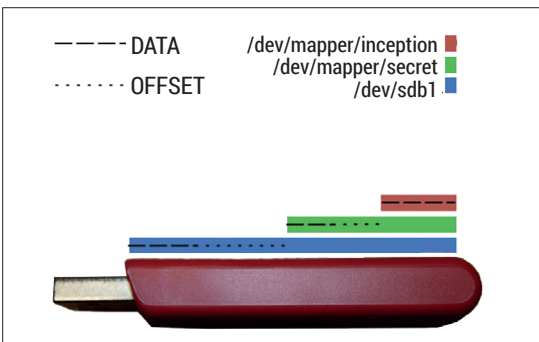 DATA
OFFSET
/dev/mapper/inception
/dev/mapper/secret
/dev/sdb1